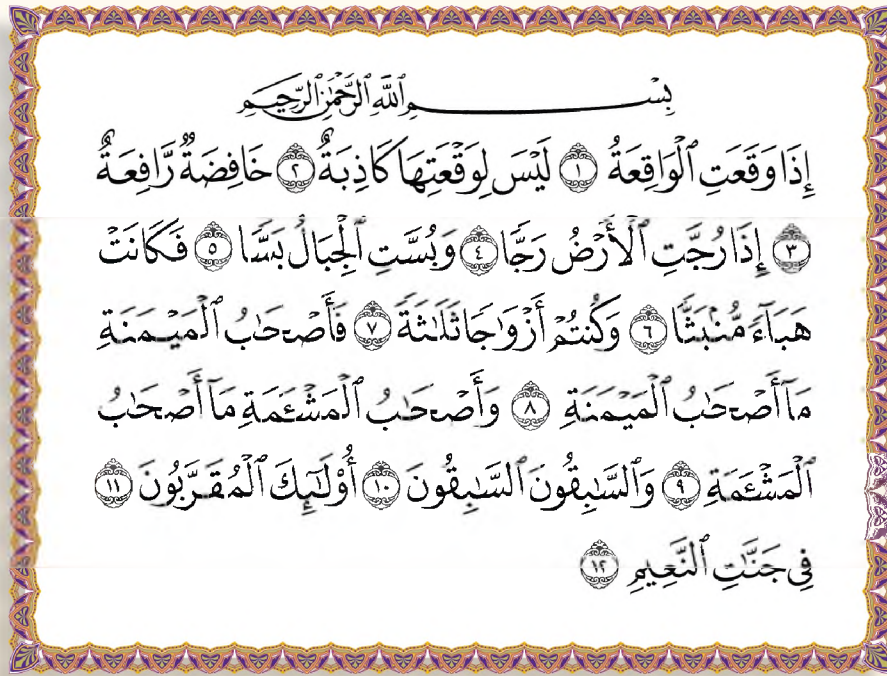 بِسْمِ ٱللَّهِ ٱلرَّحْمَٰنِ ٱلرَّحِيمِ
إِذَا وَقَعَتِ ٱلْوَاقِعَةُ ١ لَيْسَ لِوَقْعَتِهَا كَاذِبَةٌ ٢ خَافِضَةٌ رَّافِعَةٌ
٣ إِذَا رُجَّتِ ٱلْأَرْضُ رَجًّا ٤ وَبُسَّتِ ٱلْجِبَالُ بَسًّا ٥ فَكَانَتْ
هَبَآءً مُّنۢبَثًّا ٦ وَكُنتُمْ أَزْوَٰجًا ثَلَٰثَةً ٧ فَأَصْحَٰبُ ٱلْمَيْمَنَةِ
مَآ أَصْحَٰبُ ٱلْمَيْمَنَةِ ٨ وَأَصْحَٰبُ ٱلْمَشْـَٔمَةِ مَآ أَصْحَٰبُ
ٱلْمَشْـَٔمَةِ ٩ وَٱلسَّٰبِقُونَ ٱلسَّٰبِقُونَ ١٠ أُو۟لَٰٓئِكَ ٱلْمُقَرَّبُونَ ١١
فِى جَنَّٰتِ ٱلنَّعِيمِ ١٢